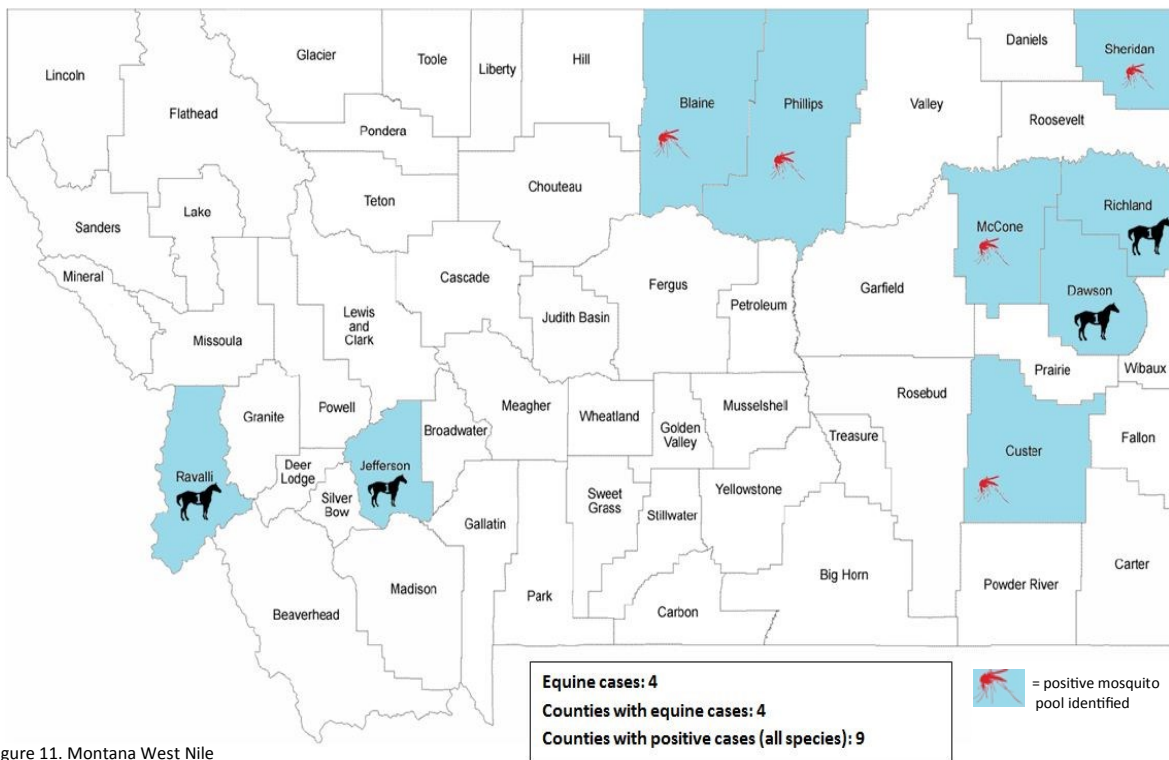 Glacier
Toole
Liberty
Hill
Daniels
Sheridan
Lincoln
Flathead
Blaine
Phillips
Valley
Roosevelt
Pondera
Chouteau
Teton
Lake
Sanders
Richland
McCone
1
Mineral
Cascade
Fergus
Garfield
Dawson
1
Petroleum
Judith Basin
Lewis
and
Clark
Missoula
Prairie
Wibaux
Meagher
Rosebud
Powell
Granite
Wheatland
Musselshell
Broadwater
Golden
Valley
Treasure
Fallon
Custer
Jefferson
1
Deer
Lodge
Ravalli
1
Silver
Bow
Sweet
Grass
Yellowstone
Stillwater
Gallatin
Big Horn
Powder River
Carter
Madison
Park
Beaverhead
Carbon
Equine cases: 4
Counties with equine cases: 4
Counties with positive cases (all species): 9
= positive mosquito
pool identified
gure 11. Montana West Nile